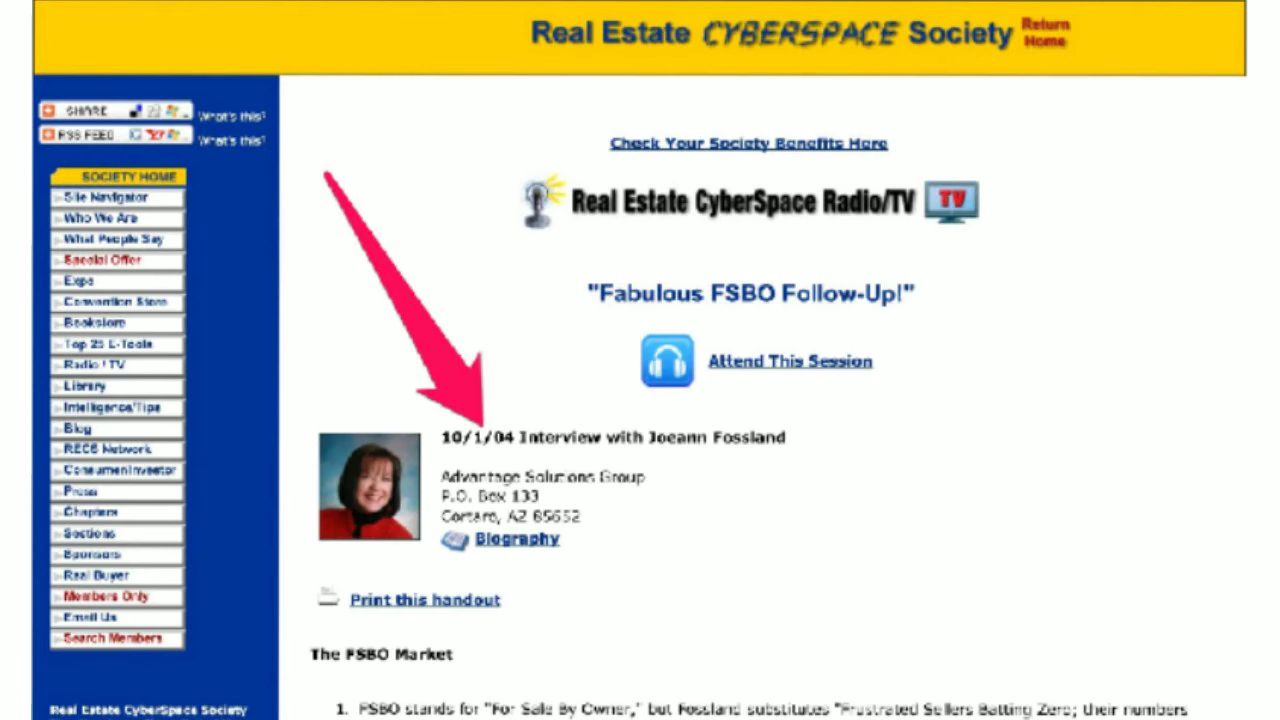 Real Estate CYBERSPACE Society Return Home
SHARE What's this?
RSS FEED What's this?
SOCIETY HOME
Site Navigator
Who We Are
What People Say
Special Offer
Expo
Convention Store
Bookstore
Top 25 E-Tools
Radio / TV
Library
Intelligence/Tips
Blog
RECS Network
Consumer/Investor
Press
Chapters
Sections
Sponsors
Real Buyer
Members Only
Email Us
Search Members
Real Estate CyberSpace Society
Check Your Society Benefits Here
Real Estate CyberSpace Radio/TV TV
"Fabulous FSBO Follow-Up!"
Attend This Session
10/1/04 Interview with Joeann Fossland
Advantage Solutions Group
P.O. Box 133
Cortaro, AZ 85652
Biography
Print this handout
The FSBO Market
1. FSBO stands for "For Sale By Owner," but Fossland substitutes "Frustrated Sellers Batting Zero; their numbers